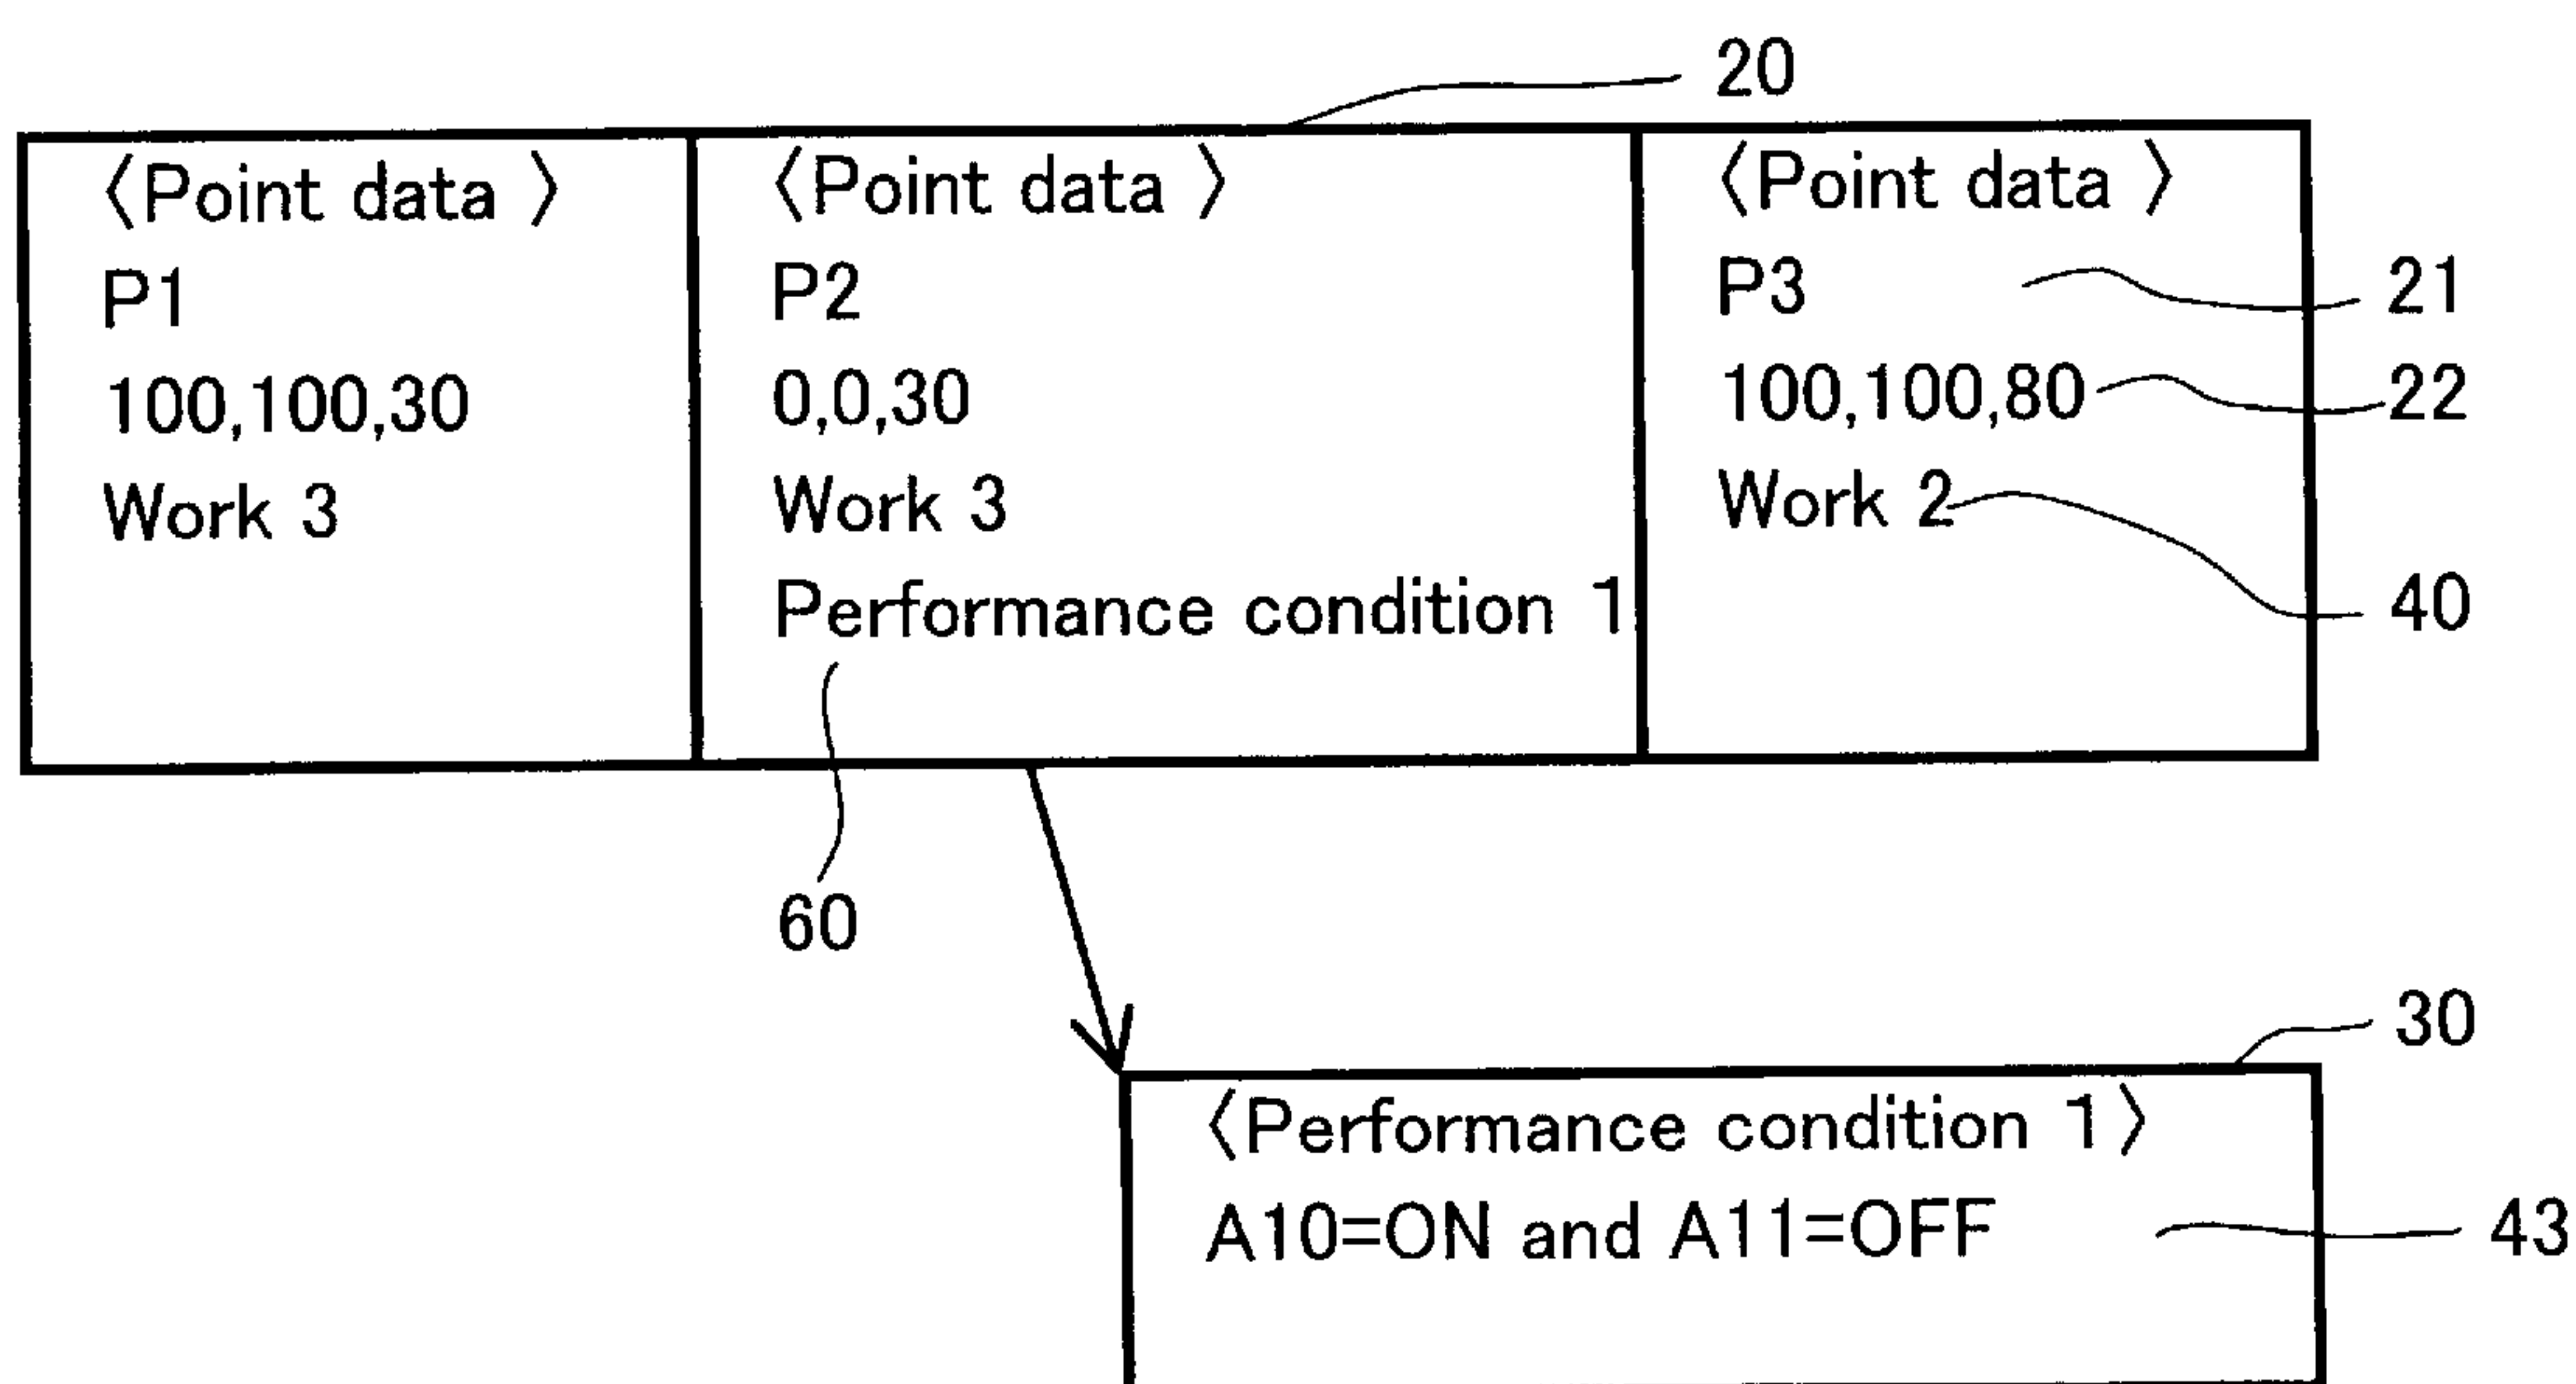 20
〈Point data 〉
P1
100,100,30
Work 3
〈Point data 〉
P2
0,0,30
Work 3
Performance condition 1
〈Point data 〉
P3
100,100,80
Work 2
21
22
40
60
30
〈Performance condition 1〉
A10=ON and A11=OFF
43